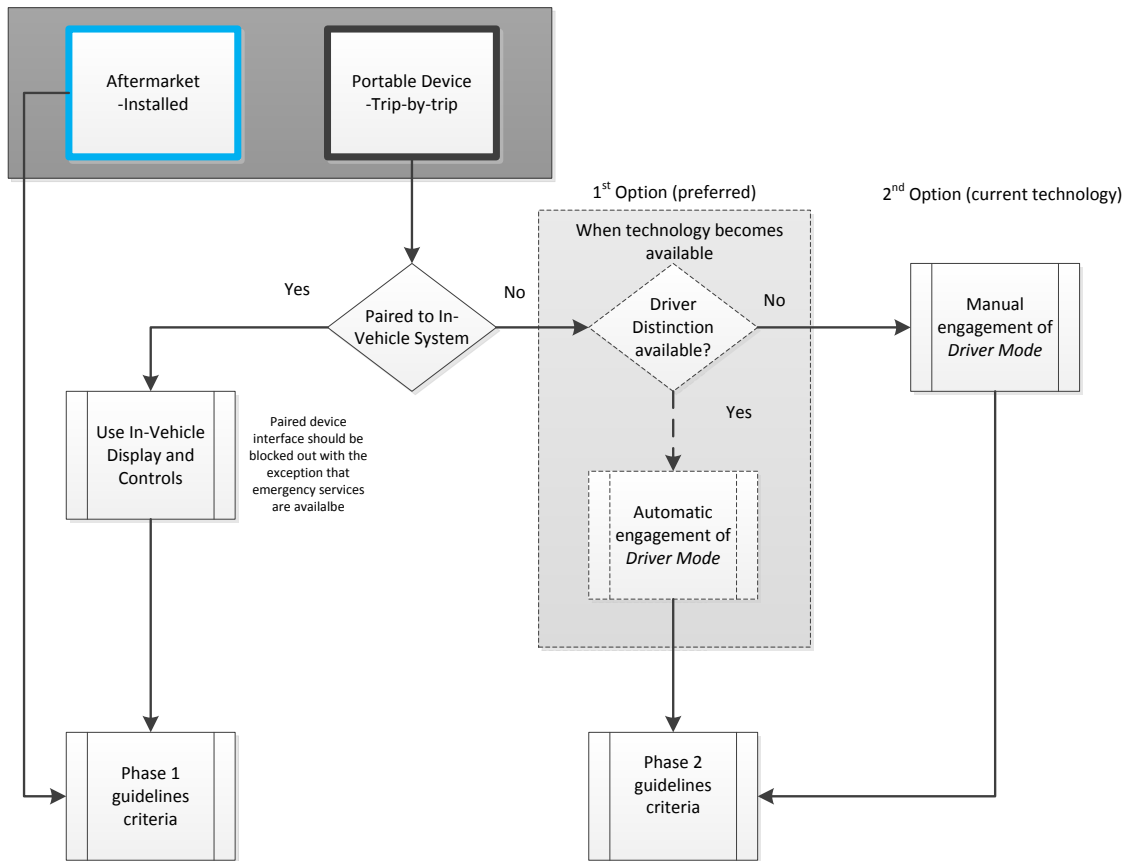 Aftermarket
-Installed
Portable Device
-Trip-by-trip
1st Option (preferred)
2nd Option (current technology)
When technology becomes
available
Yes
Paired to In-
Vehicle System
No
Driver
Distinction
available?
No
Manual
engagement of
Driver Mode
Use In-Vehicle
Display and
Controls
Paired device
interface should be
blocked out with the
exception that
emergency services
are availalbe
Yes
Automatic
engagement of
Driver Mode
Phase 1
guidelines
criteria
Phase 2
guidelines
criteria